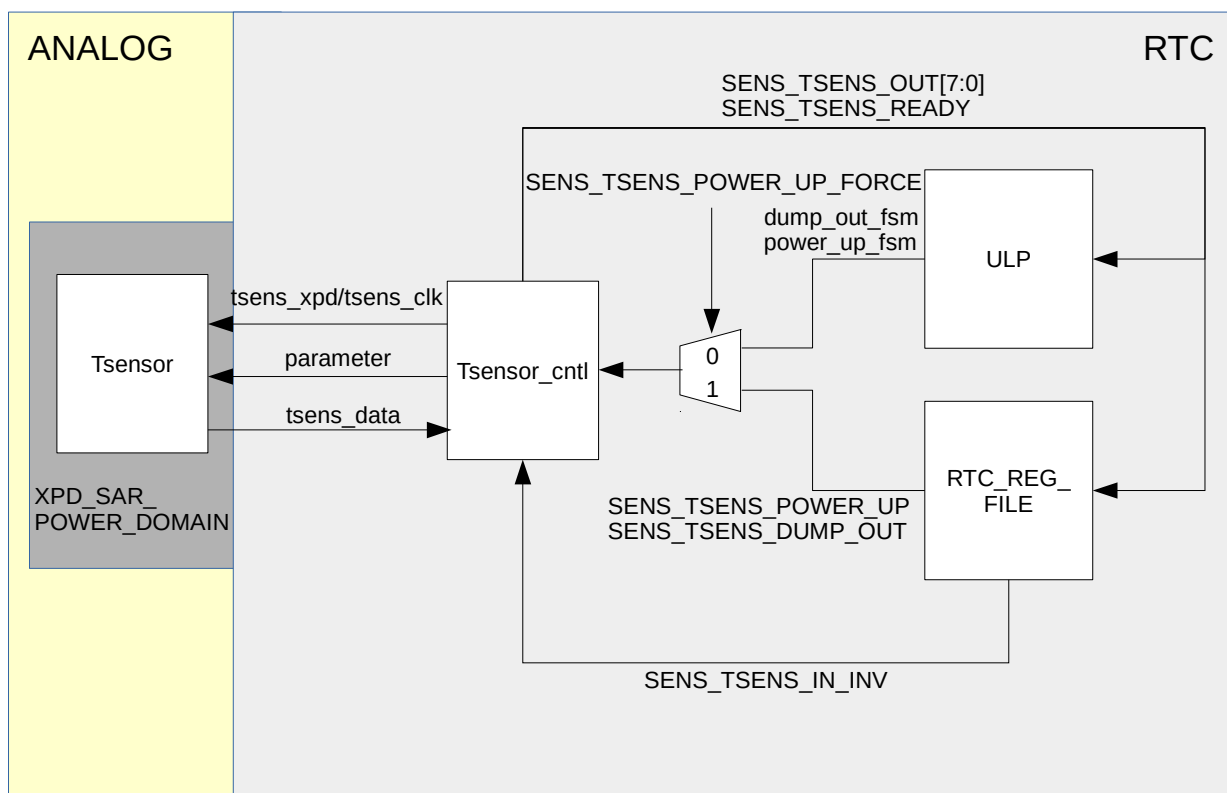 ANALOG
RTC
SENS_TSENS_OUT[7:0]
SENS_TSENS_READY
SENS_TSENS_POWER_UP_FORCE
dump_out_fsm
power_up_fsm
ULP
tsens_xpd/tsens_clk
Tsensor
parameter
Tsensor_cntl
0
1
tsens_data
XPD_SAR_
POWER_DOMAIN
RTC_REG_
FILE
SENS_TSENS_POWER_UP
SENS_TSENS_DUMP_OUT
SENS_TSENS_IN_INV